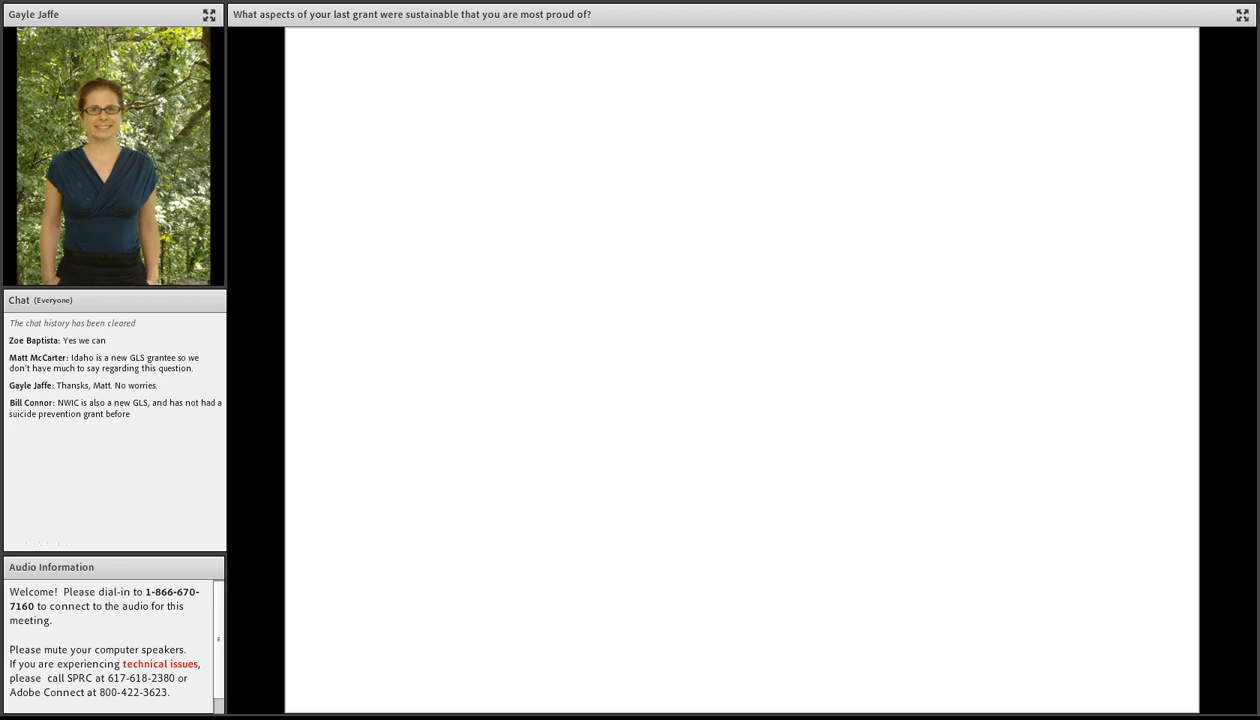 Gayle Jaffe
What aspects of your last grant were sustainable that you are most proud of?
Chat (Everyone)
The chat history has been cleared
Zoe Baptista: Yes we can
Matt McCarter: Idaho is a new GLS grantee so we
don't have much to say regarding this question.
Gayle Jaffe: Thansks, Matt. No worries.
Bill Connor: NWIC is also a new GLS, and has not had a
suicide prevention grant before
Audio Information
Welcome! Please dial-in to 1-866-670-
7160 to connect to the audio for this
meeting.
Please mute your computer speakers.
If you are experiencing technical issues,
please call SPRC at 617-618-2380 or
Adobe Connect at 800-422-3623.